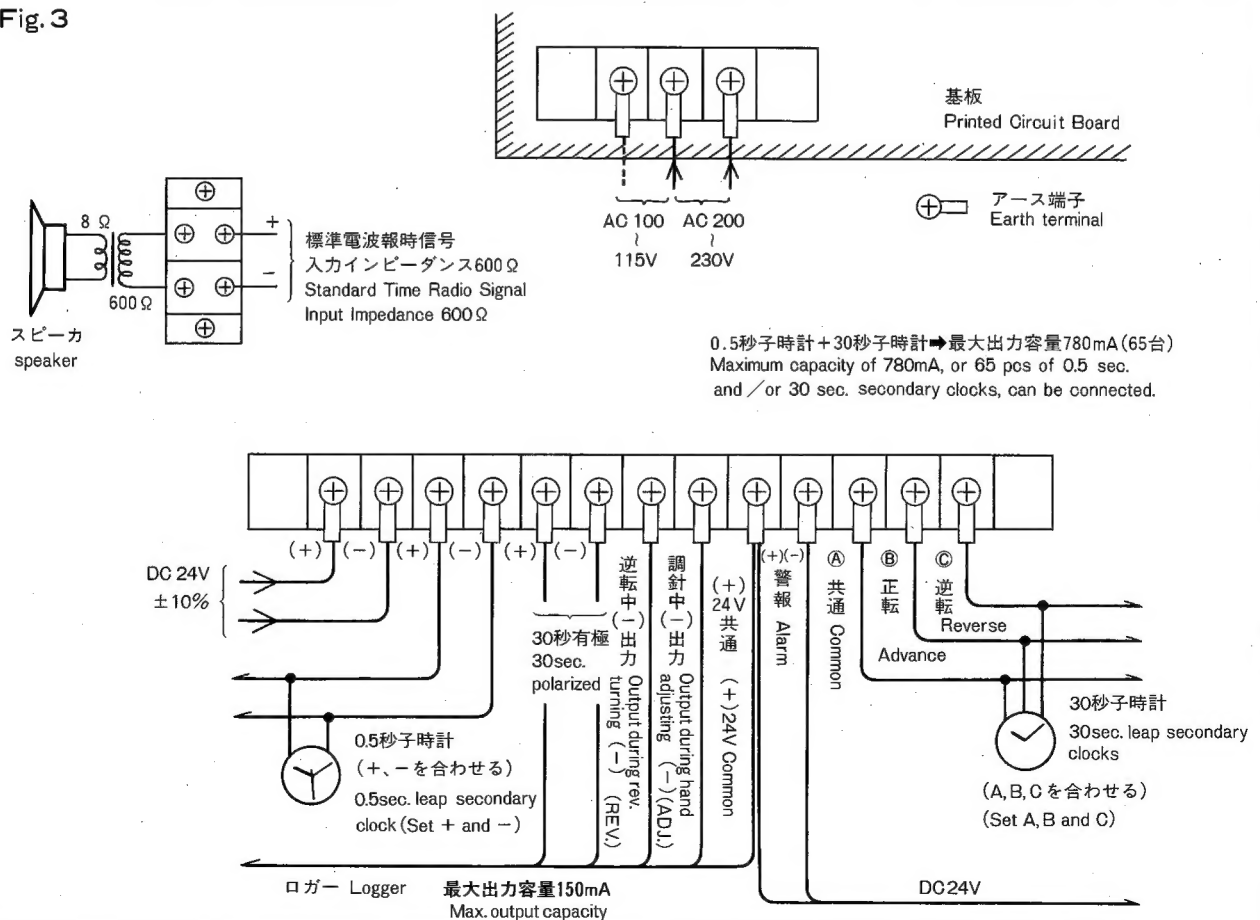 Fig. 3
基板
Printed Circuit Board
アース端子
Earth terminal
AC 100
~
115V
AC 200
~
230V
8 Ω
600 Ω
+
−
標準電波報時信号
入力インピーダンス600Ω
Standard Time Radio Signal
Input Impedance 600Ω
スピーカ
speaker
0.5秒子時計+30秒子時計➡最大出力容量780mA(65台)
Maximum capacity of 780mA, or 65 pcs of 0.5 sec.
and／or 30 sec. secondary clocks, can be connected.
(+) (−) (+) (−) (+) (−)
DC 24V
±10%
30秒有極
30sec.
polarized
逆転中(−)出力
Output during rev.
turning (−) (REV.)
調針中(−)出力
Output during hand
adjusting (−)(ADJ.)
(+)
24V
共通
(+)24V Common
(+)(−)
警報 Alarm
Ⓐ 共通 Common
Ⓑ 正転
Advance
Ⓒ 逆転
Reverse
0.5秒子時計
(+、−を合わせる)
0.5sec. leap secondary
clock (Set + and −)
30秒子時計
30sec. leap secondary
clocks
(A,B,Cを合わせる)
(Set A, B and C)
ロガー Logger
最大出力容量150mA
Max. output capacity
DC24V